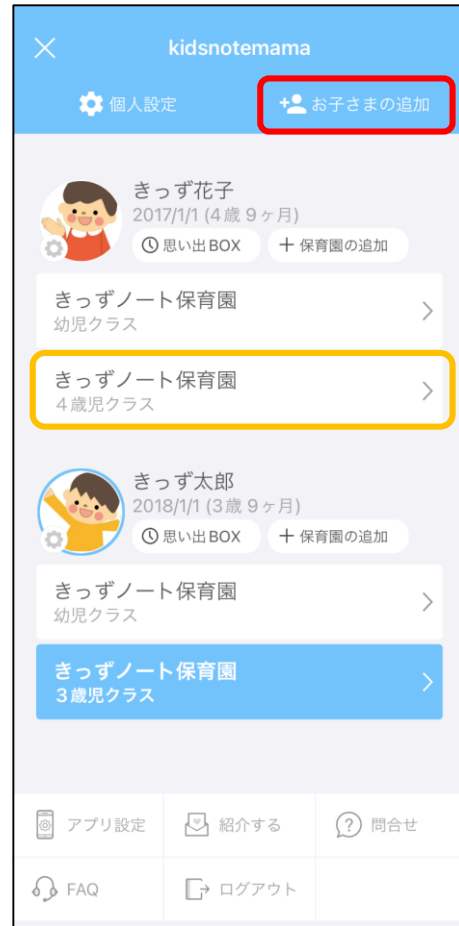 kidsnotemama
個人設定
お子さまの追加
きっず花子
2017/1/1 (4歳 9ヶ月)
思い出BOX
保育園の追加
きっずノート保育園
幼児クラス
きっずノート保育園
4歳児クラス
きっず太郎
2018/1/1 (3歳 9ヶ月)
思い出BOX
保育園の追加
きっずノート保育園
幼児クラス
きっずノート保育園
3歳児クラス
アプリ設定
紹介する
問合せ
FAQ
ログアウト